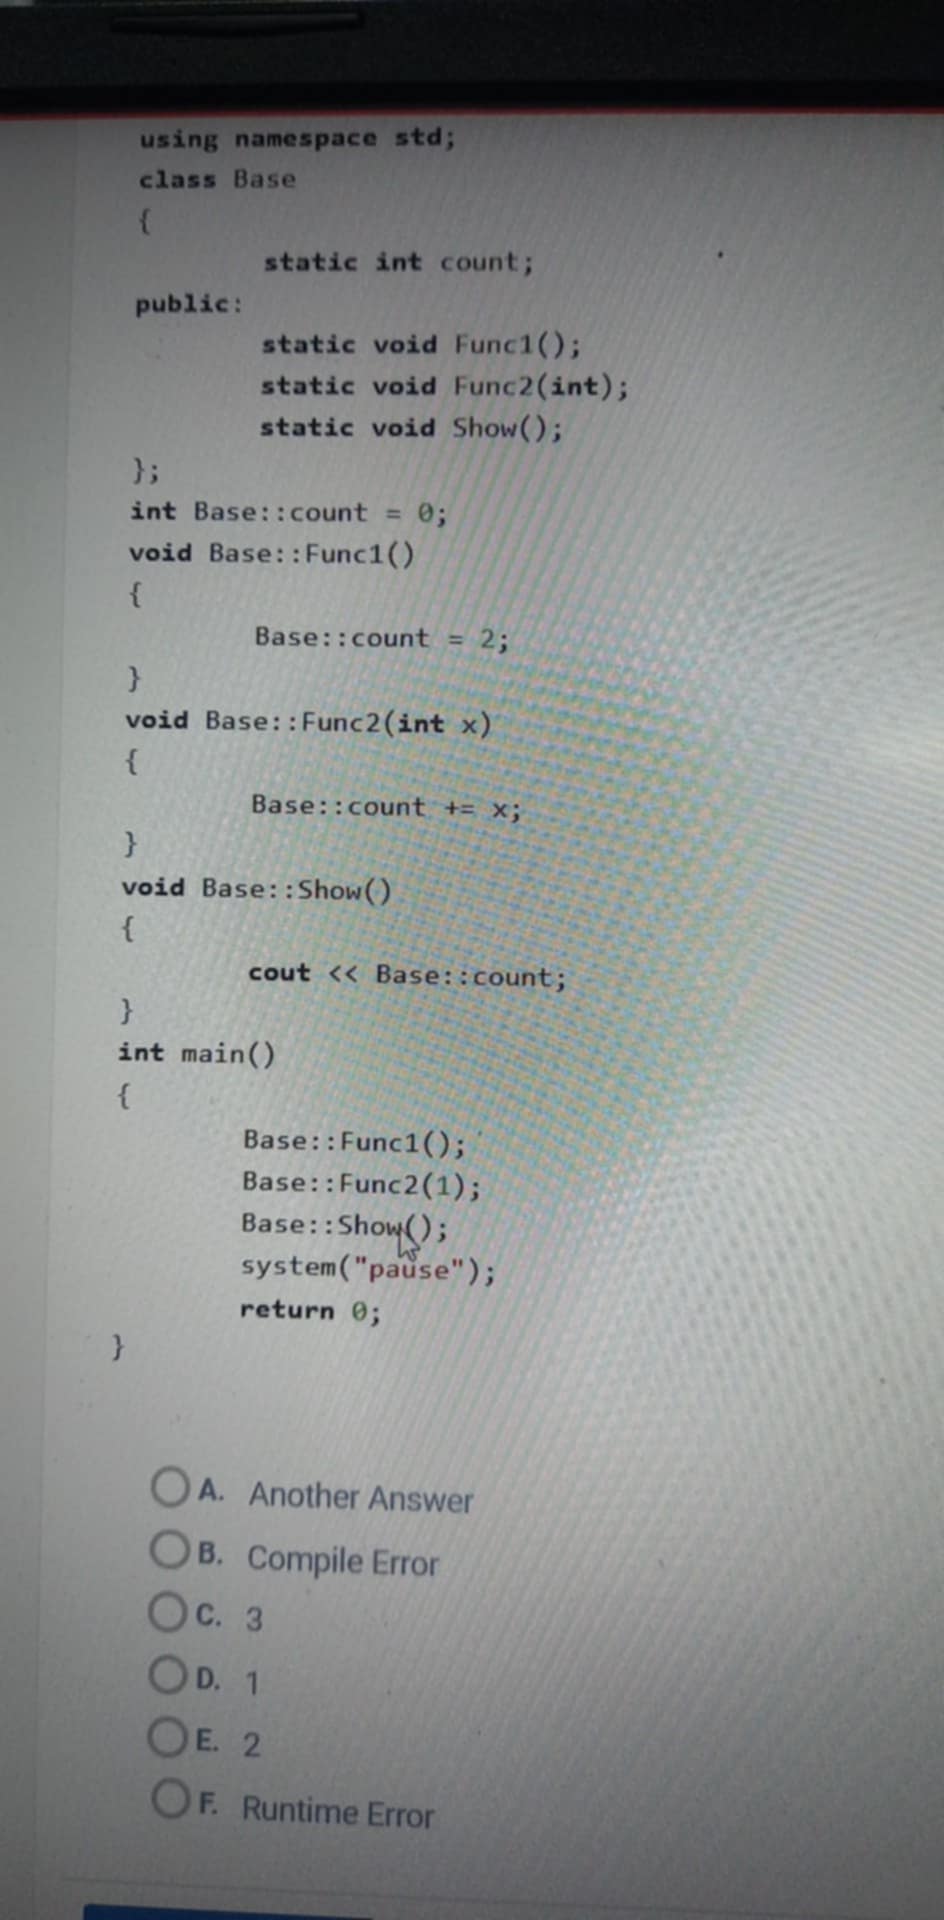 using namespace std;
class Base
{
static int count;
public:
static void Func1();
static void Func2(int);
static void Show();
};
int Base::count = 0;
void Base::Func1()
{
Base::count = 2;
}
void Base::Func2(int x)
{
Base::count += x;
}
void Base::Show()
{
cout << Base::count;
}
int main()
{
Base::Func1();
Base::Func2(1);
Base::Show();
system("pause");
return 0;
}
A. Another Answer
B. Compile Error
C. 3
D. 1
E. 2
F. Runtime Error